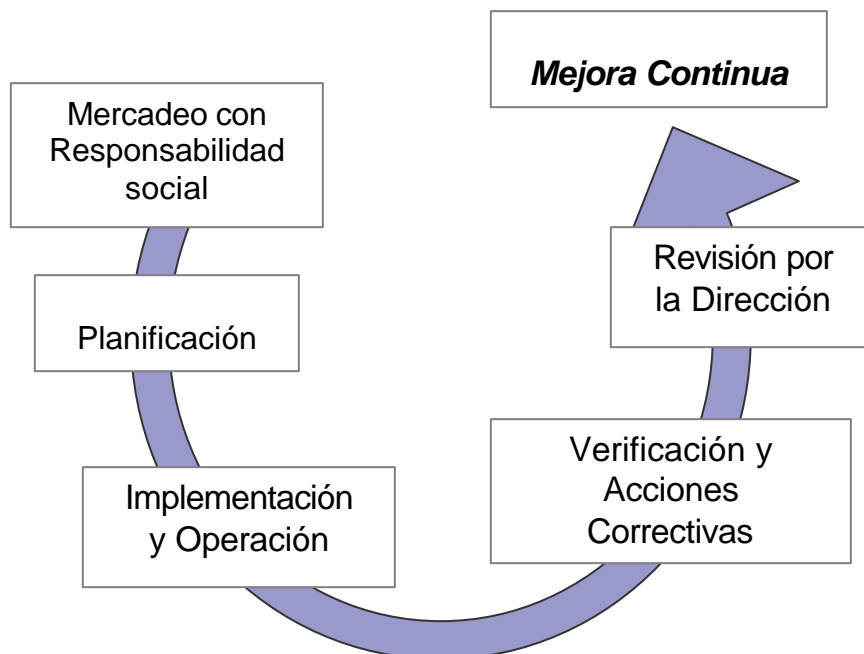 Mercadeo con
Responsabilidad
social
Planificación
Implementación
y Operación
Verificación y
Acciones
Correctivas
Revisión por
la Dirección
Mejora Continua